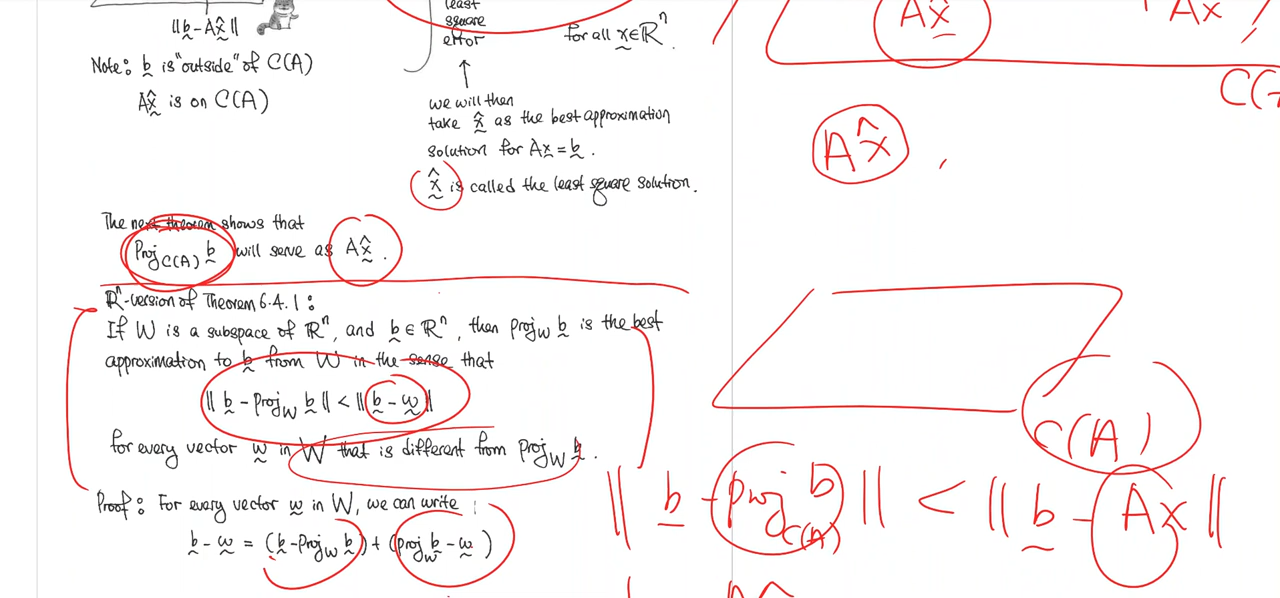 ‖b - Ax̂‖
Note: b is "outside" of C(A)
Ax̂ is on C(A)
least
square
error
for all x∈ℝⁿ.
↑
we will then
take x̂ as the best approximation
solution for Ax = b.
x̂ is called the least square solution.
The next theorem shows that
Proj_C(A) b will serve as Ax̂.
ℝⁿ-version of Theorem 6.4.1:
If W is a subspace of ℝⁿ, and b ∈ ℝⁿ, then proj_W b is the best
approximation to b from W in the sense that
‖b - proj_W b‖ < ‖b - w‖
for every vector w in W that is different from proj_W b.
Proof: For every vector w in W, we can write
b - w = (b - proj_W b) + (proj_W b - w)
Ax̂
Ax
Ax̂
C(A)
‖b - proj_C(A) b‖ < ‖b - Ax‖